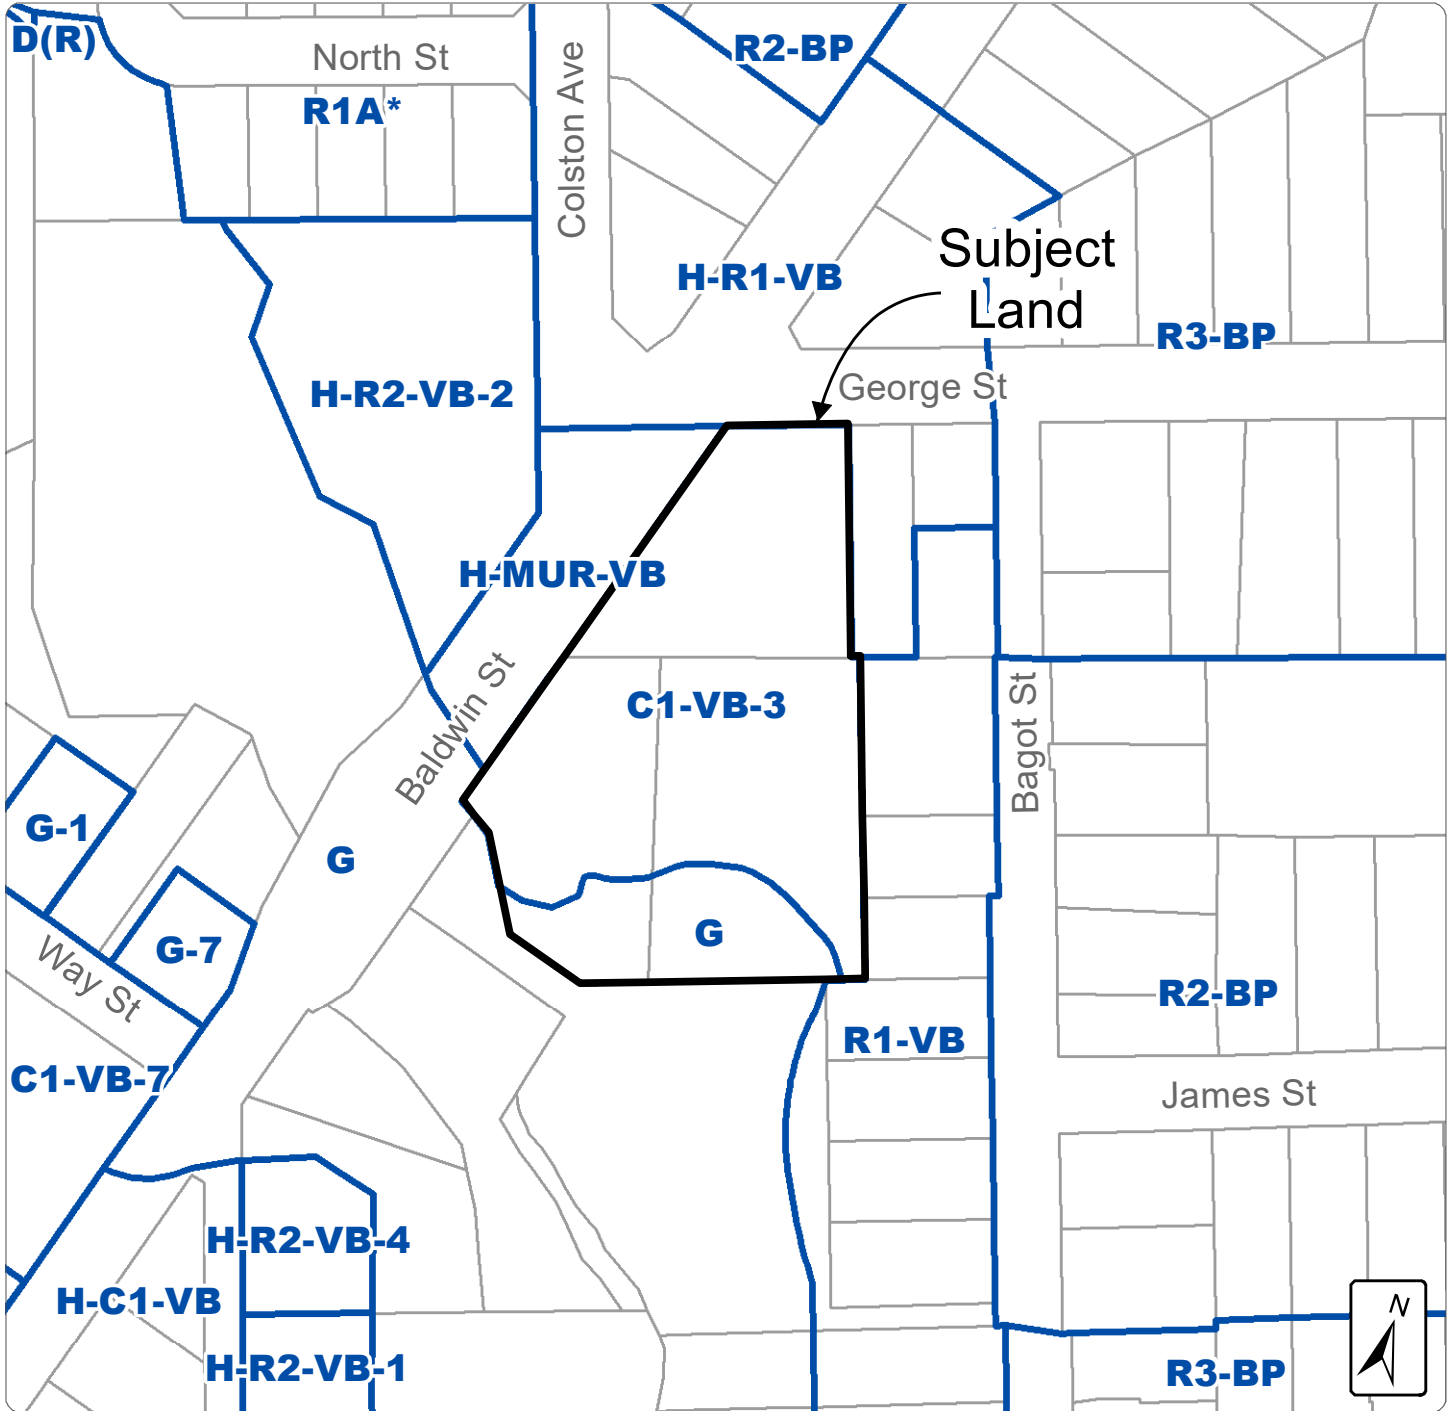 D(R)
North St
R1A*
Colston Ave
R2-BP
H-R1-VB
Subject
Land
R3-BP
George St
H-R2-VB-2
H-MUR-VB
Baldwin St
C1-VB-3
Bagot St
G-1
G
G-7
G
Way St
R2-BP
R1-VB
C1-VB-7
James St
H-R2-VB-4
H-C1-VB
N
H-R2-VB-1
R3-BP